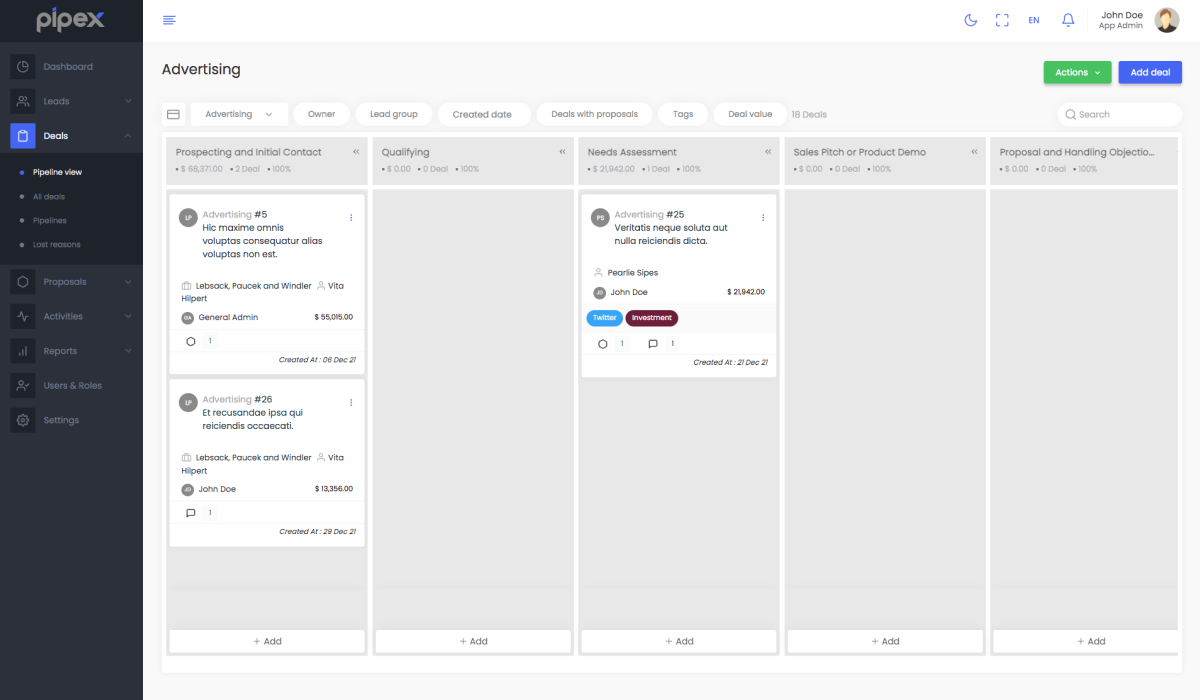 pipex
EN
John Doe
App Admin
Dashboard
Leads
Deals
Pipeline view
All deals
Pipelines
Lost reasons
Proposals
Activities
Reports
Users & Roles
Settings
Advertising
Actions
Add deal
Advertising
Owner
Lead group
Created date
Deals with proposals
Tags
Deal value
18 Deals
Search
Prospecting and Initial Contact «
• $ 68,371.00 • 2 Deal • 100%
LP
Advertising #5
Hic maxime omnis
voluptas consequatur alias
voluptas non est.
Lebsack, Paucek and Windler Vita
Hilpert
GA General Admin $ 55,015.00
1
Created At : 06 Dec 21
LP
Advertising #26
Et recusandae ipsa qui
reiciendis occaecati.
Lebsack, Paucek and Windler Vita
Hilpert
JD John Doe $ 13,356.00
1
Created At : 29 Dec 21
+ Add
Qualifying «
• $ 0.00 • 0 Deal • 100%
+ Add
Needs Assessment «
• $ 21,942.00 • 1 Deal • 100%
PS
Advertising #25
Veritatis neque soluta aut
nulla reiciendis dicta.
Pearlie Sipes
JD John Doe $ 21,942.00
Twitter Investment
1 1
Created At : 21 Dec 21
+ Add
Sales Pitch or Product Demo «
• $ 0.00 • 0 Deal • 100%
+ Add
Proposal and Handling Objectio...
• $ 0.00 • 0 Deal • 100%
+ Add